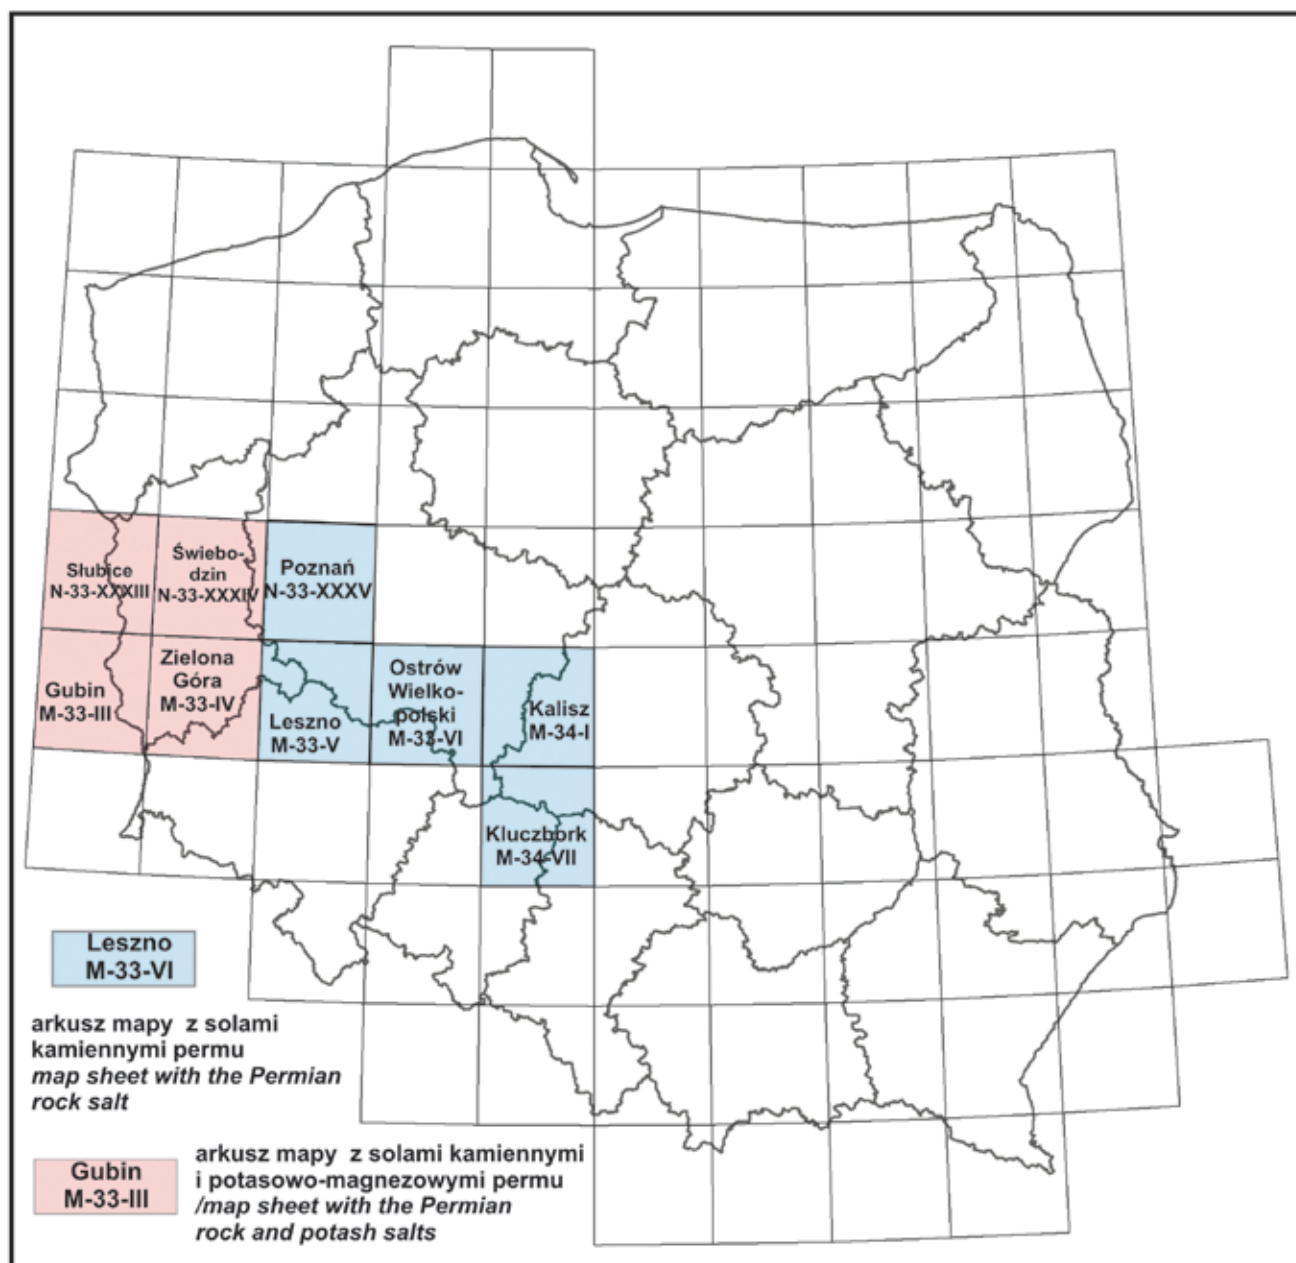 Słubice
N-33-XXXIII
Świebo-
dzin
N-33-XXXIV
Poznań
N-33-XXXV
Gubin
M-33-III
Zielona
Góra
M-33-IV
Leszno
M-33-V
Ostrów
Wielko-
polski
M-33-VI
Kalisz
M-34-I
Kluczbork
M-34-VII
Leszno
M-33-VI
arkusz mapy z solami
kamiennymi permu
map sheet with the Permian
rock salt
Gubin
M-33-III
arkusz mapy z solami kamiennymi
i potasowo-magnezowymi permu
/map sheet with the Permian
rock and potash salts